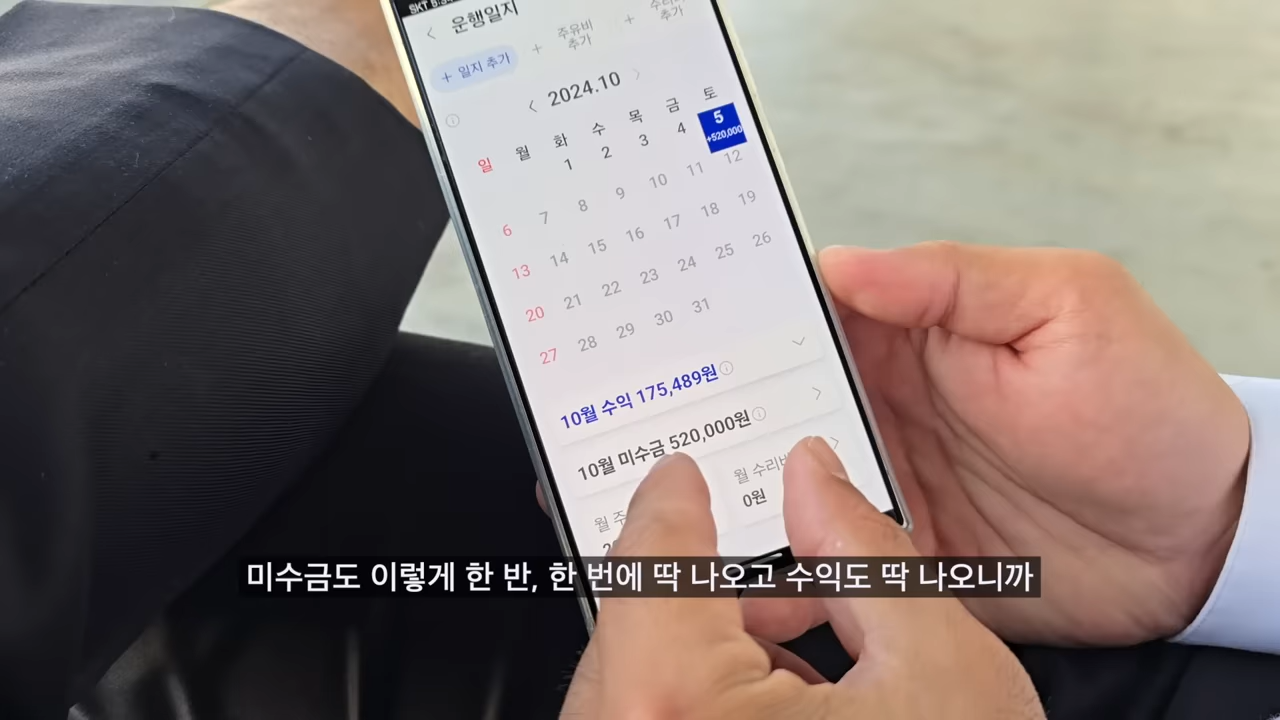 SKT
운행일지
+ 일지 추가
+ 주유비
추가
+
추가
2024.10
일 월 화 수 목 금 토
1 2 3 4 5
+520,000
6 7 8 9 10 11 12
13 14 15 16 17 18 19
20 21 22 23 24 25 26
27 28 29 30 31
10월 수익 175,489원
10월 미수금 520,000원
월 수리비
0원
월 주
미수금도 이렇게 한 반, 한 번에 딱 나오고 수익도 딱 나오니까